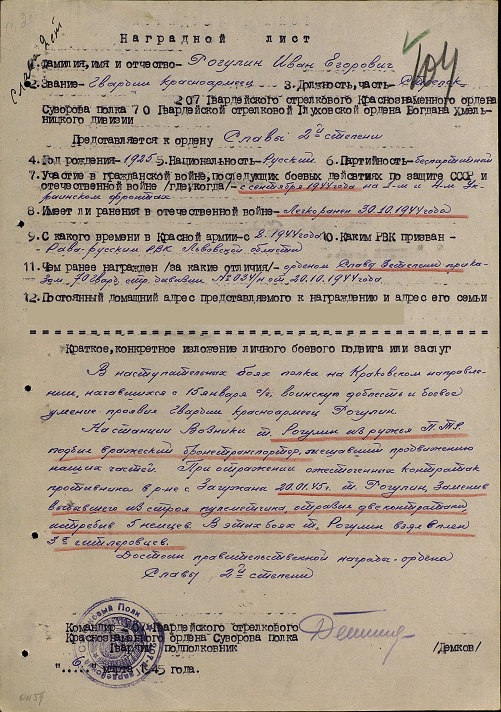 Наградной лист
104
1. Фамилия, имя и отчество- Рогулин Иван Егорович
2. Звание- Гвардии красноармеец 3. Должность, часть-
207 Гвардейского стрелкового Краснознаменного ордена
Суворова полка 70 Гвардейской стрелковой Глуховской ордена Богдана Хмель-
ницкого дивизии
Представляется к ордену Славы 2й степени
4. Год рождения-1925 5. Национальность-Русский 6. Партийность-беспартийный
7. Участие в гражданской войне, последующих боевых действиях по защите СССР и
отечественной войне /где, когда/- с сентября 1944 года на 1-м и 4-м Ук-
раинском фронтах
8. Имеет ли ранения в отечественной войне- Легко ранен 30.10.1944 года
9. С какого времени в Красной армии-с 8.1944 года 10. Каким РВК призван -
Рава-русским РВК Львовской области
11. Чем ранее награжден /за какие отличия/- орденом Славы 3 степени прика-
зом 70 гвард. стр. дивизии №034/н от 20.10.1944 года.
12. Постоянный домашний адрес представляемого к награждению и адрес его семьи
Краткое, конкретное изложение личного боевого подвига или заслуг
В наступательных боях полка на Краковском направле-
нии, начавшихся с 15 января с/г, воинскую доблесть и боевое
умение проявил Гвардии красноармеец Рогулин.
На станции Возники т. Рогулин из ружья П.Т.Р.
подбил вражеский бронетранспортер, мешавший продвижению
наших частей. При отражении ожесточенных контратак
противника в р-не с 20.01.45г. т. Рогулин, заменив
выбывшего из строя пулеметчика, отразив две контратаки
истребив 5 немцев. В этих боях т. Рогулин взял в плен
3х гитлеровцев.
Достоин правительственной награды-ордена
Славы 2й степени
Командир 207 Гвардейского стрелкового
Краснознаменного ордена Суворова полка
Гвардии подполковник /Демков/
"6" марта 1945 года.